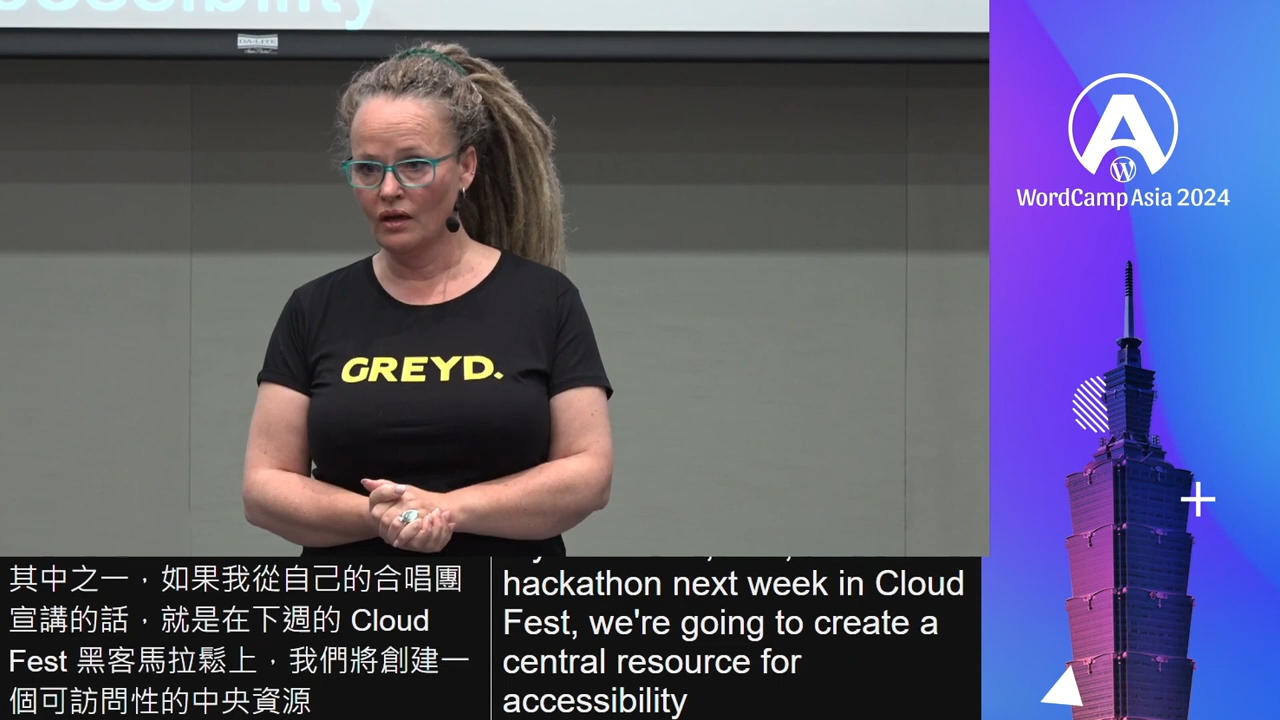 GREYD.
WordCamp Asia 2024
其中之一，如果我從自己的合唱團
宣講的話，就是在下週的 Cloud
Fest 黑客馬拉鬆上，我們將創建一
個可訪問性的中央資源
hackathon next week in Cloud
Fest, we're going to create a
central resource for
accessibility